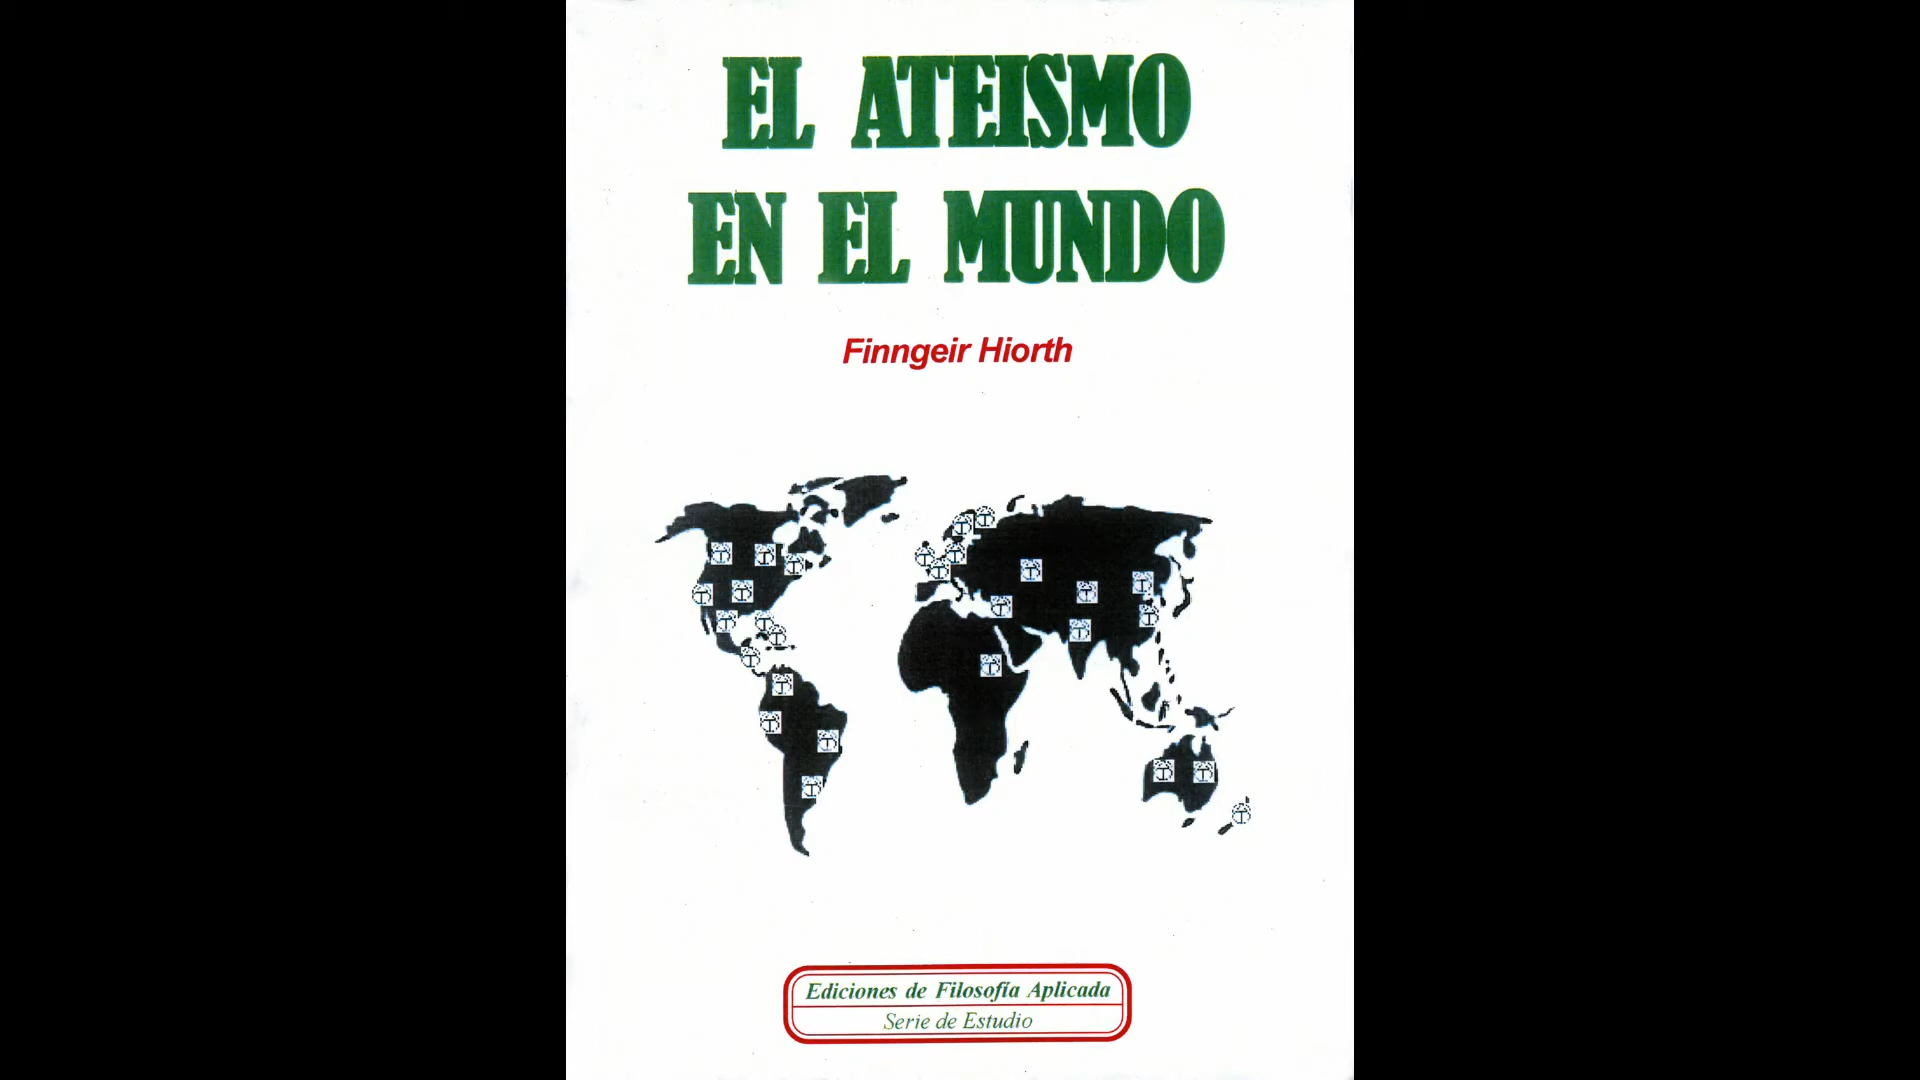 EL ATEISMO
EN EL MUNDO
Finngeir Hiorth
Ediciones de Filosofía Aplicada
Serie de Estudio